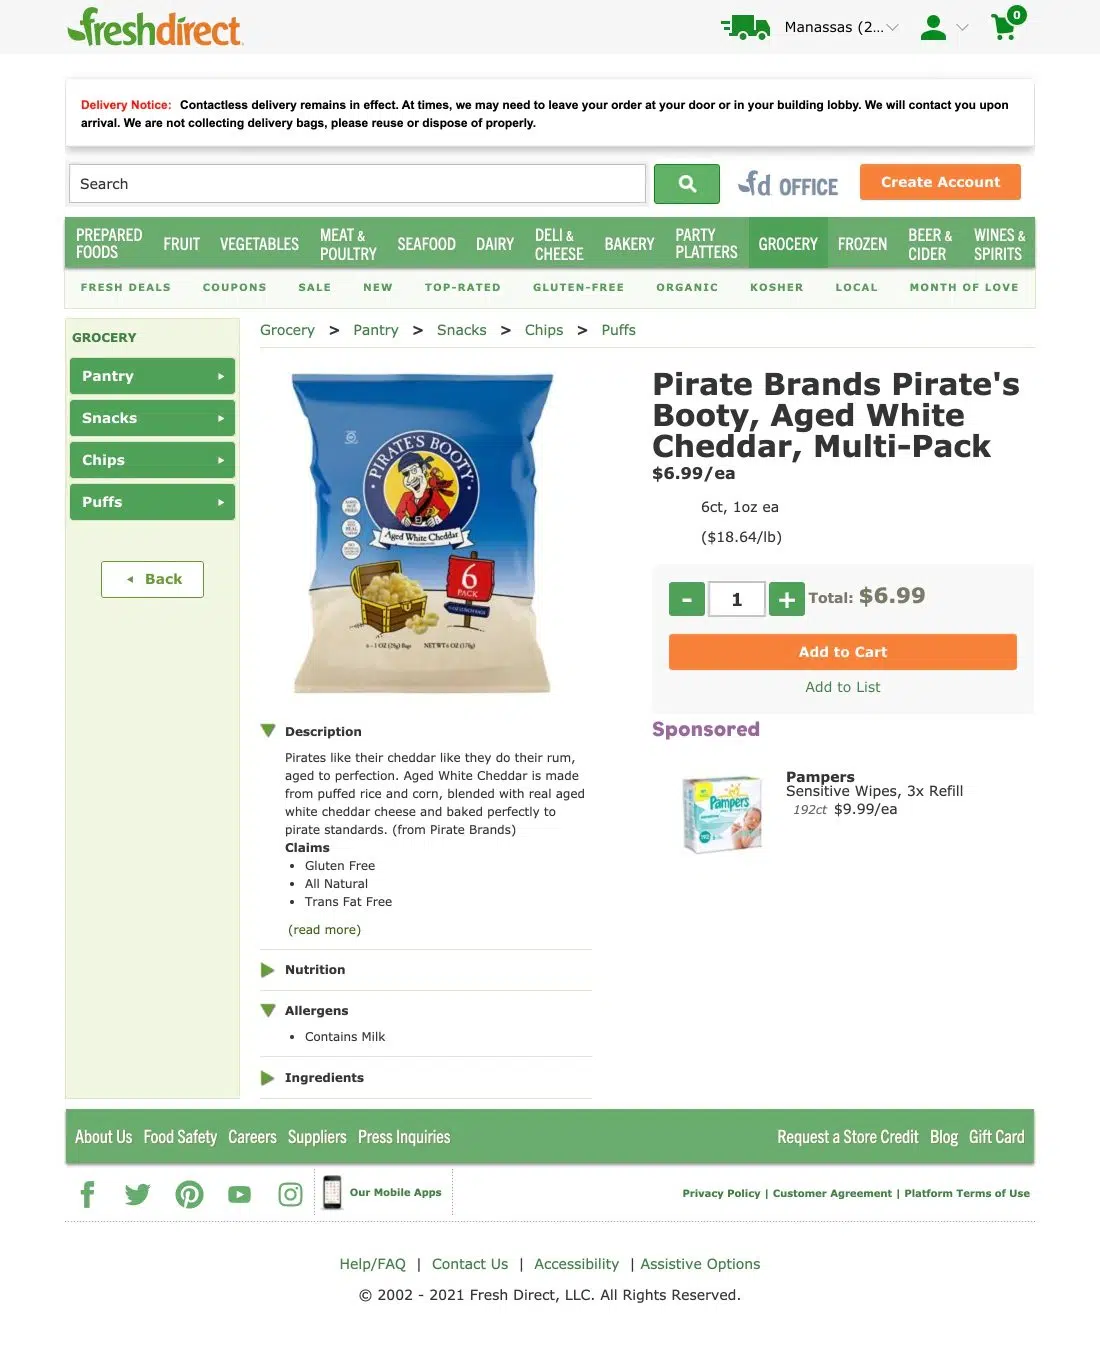 freshdirect.
Manassas (2...
0
Delivery Notice: Contactless delivery remains in effect. At times, we may need to leave your order at your door or in your building lobby. We will contact you upon
arrival. We are not collecting delivery bags, please reuse or dispose of properly.
Search
fd OFFICE
Create Account
PREPARED
FOODS
FRUIT
VEGETABLES
MEAT &
POULTRY
SEAFOOD
DAIRY
DELI &
CHEESE
BAKERY
PARTY
PLATTERS
GROCERY
FROZEN
BEER &
CIDER
WINES &
SPIRITS
FRESH DEALS COUPONS SALE NEW TOP-RATED GLUTEN-FREE ORGANIC KOSHER LOCAL MONTH OF LOVE
GROCERY
Pantry
Snacks
Chips
Puffs
Back
Grocery > Pantry > Snacks > Chips > Puffs
PIRATE'S BOOTY
Aged White Cheddar
6
PACK
6 - 1 OZ (28g) Bags NET WT 6 OZ (170g)
Pirate Brands Pirate's
Booty, Aged White
Cheddar, Multi-Pack
$6.99/ea
6ct, 1oz ea
($18.64/lb)
- 1 + Total: $6.99
Add to Cart
Add to List
Sponsored
Pampers
Pampers
Sensitive Wipes, 3x Refill
192ct $9.99/ea
Description
Pirates like their cheddar like they do their rum,
aged to perfection. Aged White Cheddar is made
from puffed rice and corn, blended with real aged
white cheddar cheese and baked perfectly to
pirate standards. (from Pirate Brands)
Claims
• Gluten Free
• All Natural
• Trans Fat Free
(read more)
Nutrition
Allergens
• Contains Milk
Ingredients
About Us Food Safety Careers Suppliers Press Inquiries
Request a Store Credit Blog Gift Card
Our Mobile Apps
Privacy Policy | Customer Agreement | Platform Terms of Use
Help/FAQ | Contact Us | Accessibility | Assistive Options
© 2002 - 2021 Fresh Direct, LLC. All Rights Reserved.